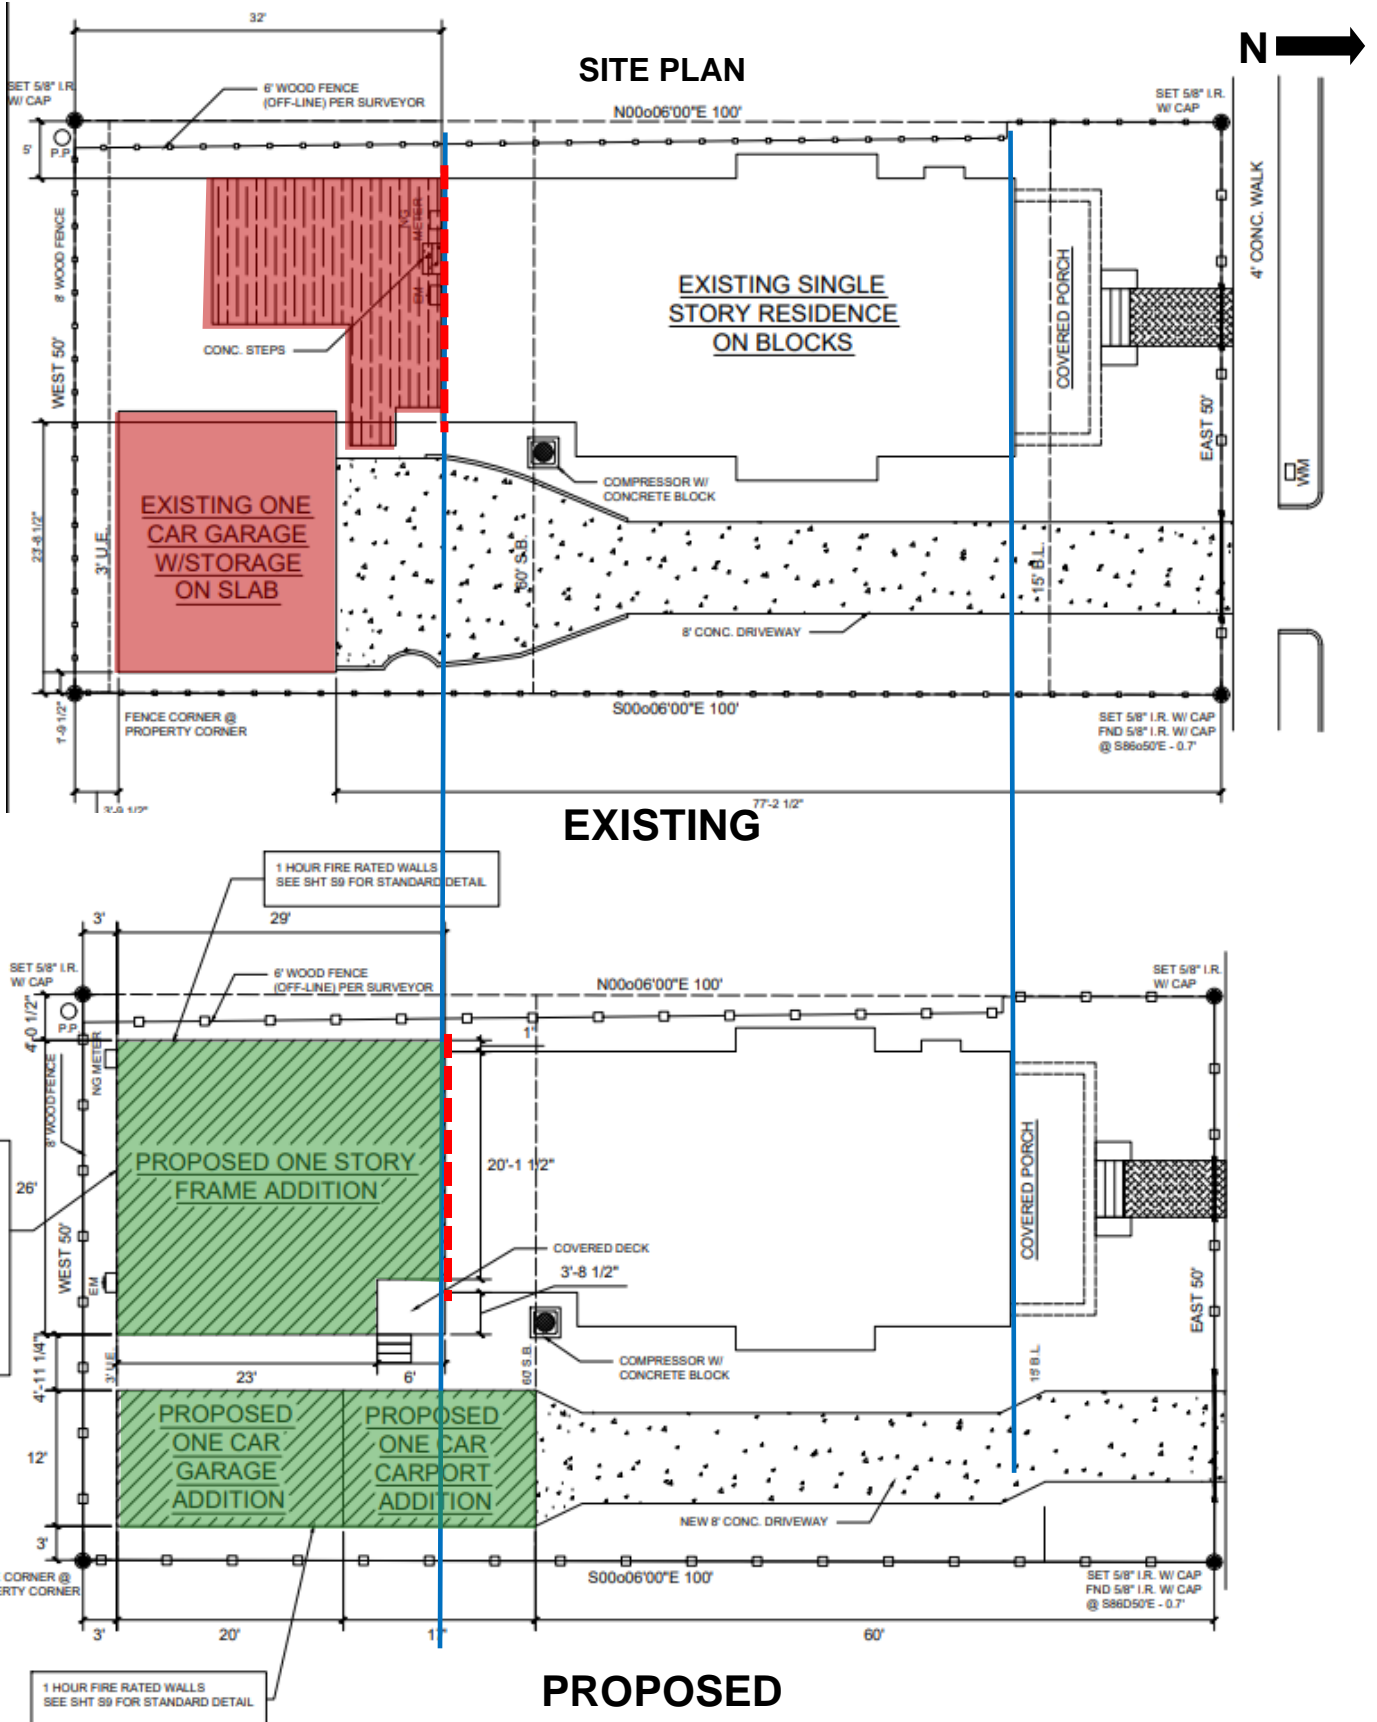 32'
N
SITE PLAN
SET 5/8" I.R.
W/ CAP
6' WOOD FENCE
(OFF-LINE) PER SURVEYOR
N00o06'00"E 100'
SET 5/8" I.R.
W/ CAP
5'
P.P.
4' CONC. WALK
8' WOOD FENCE
NG
METER
EM
EXISTING SINGLE
STORY RESIDENCE
ON BLOCKS
COVERED PORCH
CONC. STEPS
WEST 50'
EAST 50'
COMPRESSOR W/
CONCRETE BLOCK
WM
EXISTING ONE
CAR GARAGE
W/STORAGE
ON SLAB
23'-8 1/2"
3' U.E.
60' S.B.
15' B.L.
8' CONC. DRIVEWAY
1'-9 1/2"
FENCE CORNER @
PROPERTY CORNER
S00o06'00"E 100'
SET 5/8" I.R. W/ CAP
FND 5/8" I.R. W/ CAP
@ S86o50'E - 0.7'
3'-9 1/2"
77'-2 1/2"
EXISTING
1 HOUR FIRE RATED WALLS
SEE SHT S9 FOR STANDARD DETAIL
3'
29'
SET 5/8" I.R.
W/ CAP
6' WOOD FENCE
(OFF-LINE) PER SURVEYOR
N00o06'00"E 100'
SET 5/8" I.R.
W/ CAP
4'-0 1/2"
P.P.
1'
NG METER
8' WOOD FENCE
PROPOSED ONE STORY
FRAME ADDITION
20'-1 1/2"
COVERED PORCH
26'
WEST 50'
EM
COVERED DECK
3'-8 1/2"
EAST 50'
4'-11 1/4"
3' U.E.
23'
6'
60' S.B.
COMPRESSOR W/
CONCRETE BLOCK
15' B.L.
PROPOSED
ONE CAR
GARAGE
ADDITION
PROPOSED
ONE CAR
CARPORT
ADDITION
12'
NEW 8' CONC. DRIVEWAY
3'
CORNER @
CORNER
S00o06'00"E 100'
SET 5/8" I.R. W/ CAP
FND 5/8" I.R. W/ CAP
@ S86D50'E - 0.7'
3'
20'
60'
1 HOUR FIRE RATED WALLS
SEE SHT S9 FOR STANDARD DETAIL
PROPOSED